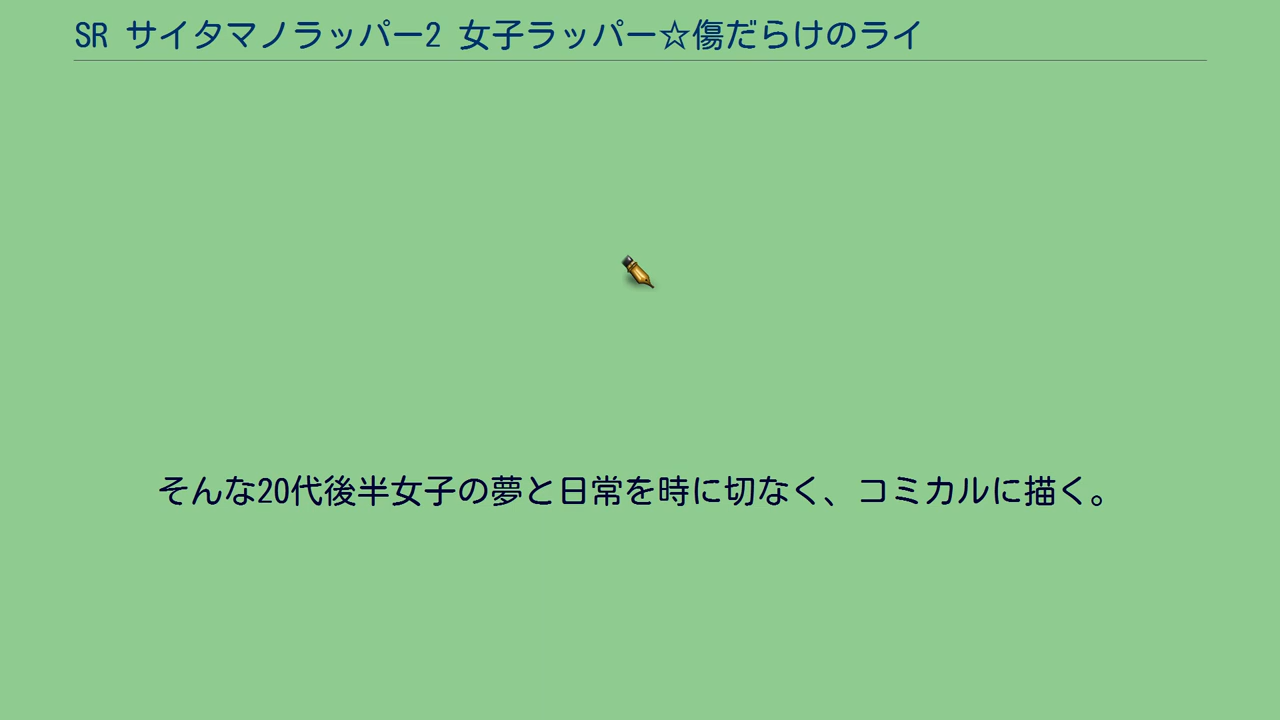 SR サイタマノラッパー2 女子ラッパー☆傷だらけのライ
そんな20代後半女子の夢と日常を時に切なく、コミカルに描く。